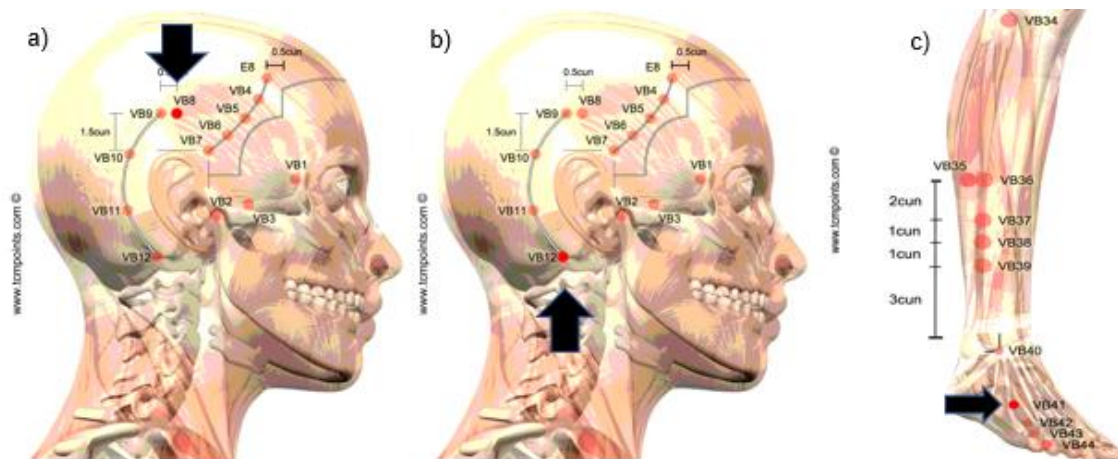 a)
0.5cun
E8
0.
VB8
VB4
VB9
VB5
VB6
1.5cun
VB7
VB10
VB1
VB2
VB11
VB3
VB12
www.tcmpoints.com ©
b)
0.5cun
E8
0.5cun
VB8
VB4
VB9
VB5
VB6
1.5cun
VB7
VB10
VB1
VB2
VB11
VB3
VB12
www.tcmpoints.com ©
c)
VB34
VB35
VB36
2cun
VB37
1cun
VB38
1cun
VB39
3cun
VB40
VB41
VB42
VB43
VB44
www.tcmpoints.com ©